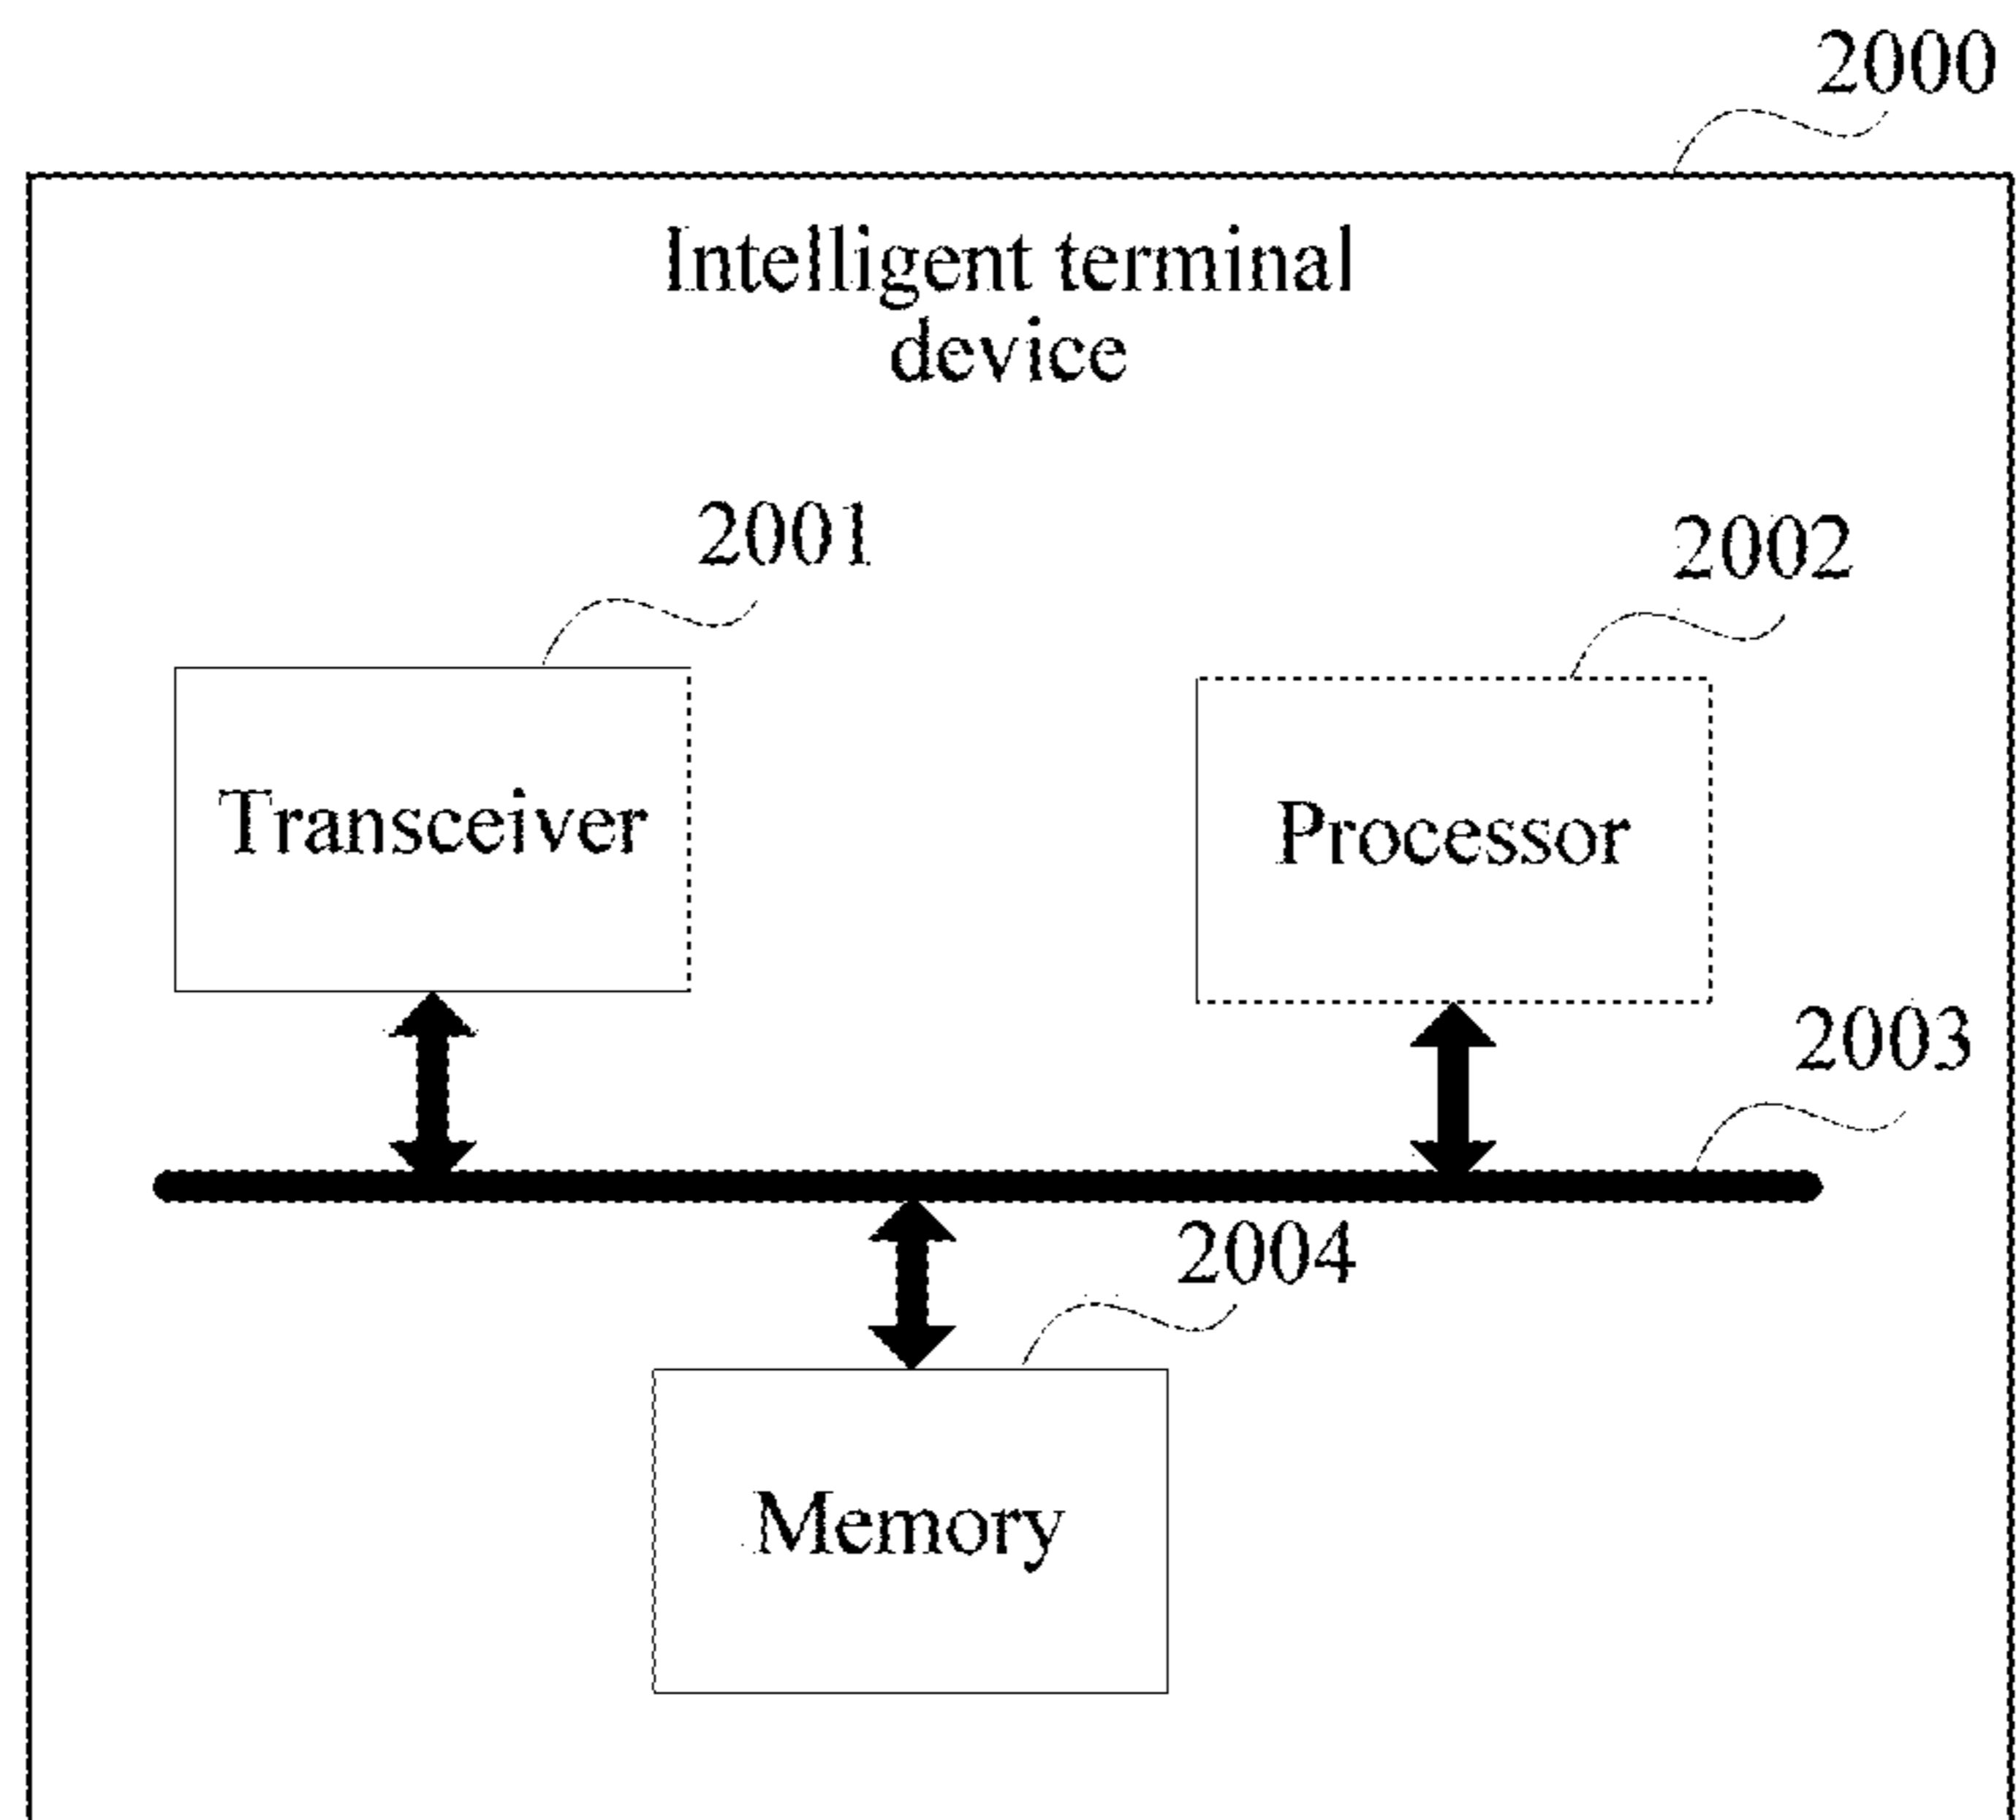 2000
Intelligent terminal
device
2001
2002
Transceiver
Processor
2003
2004
Memory